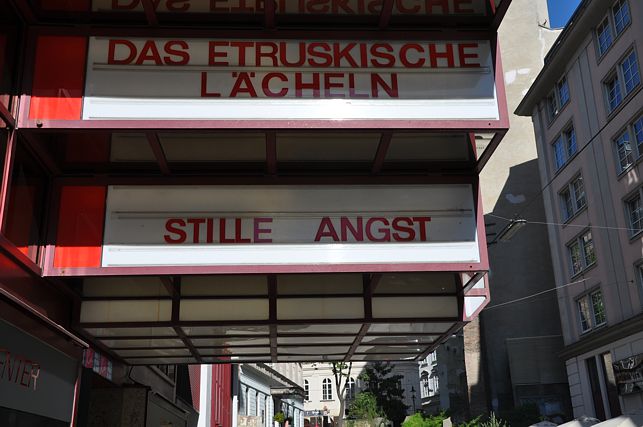 DAS ETRUSKISCHE
LÄCHELN
STILLE ANGST